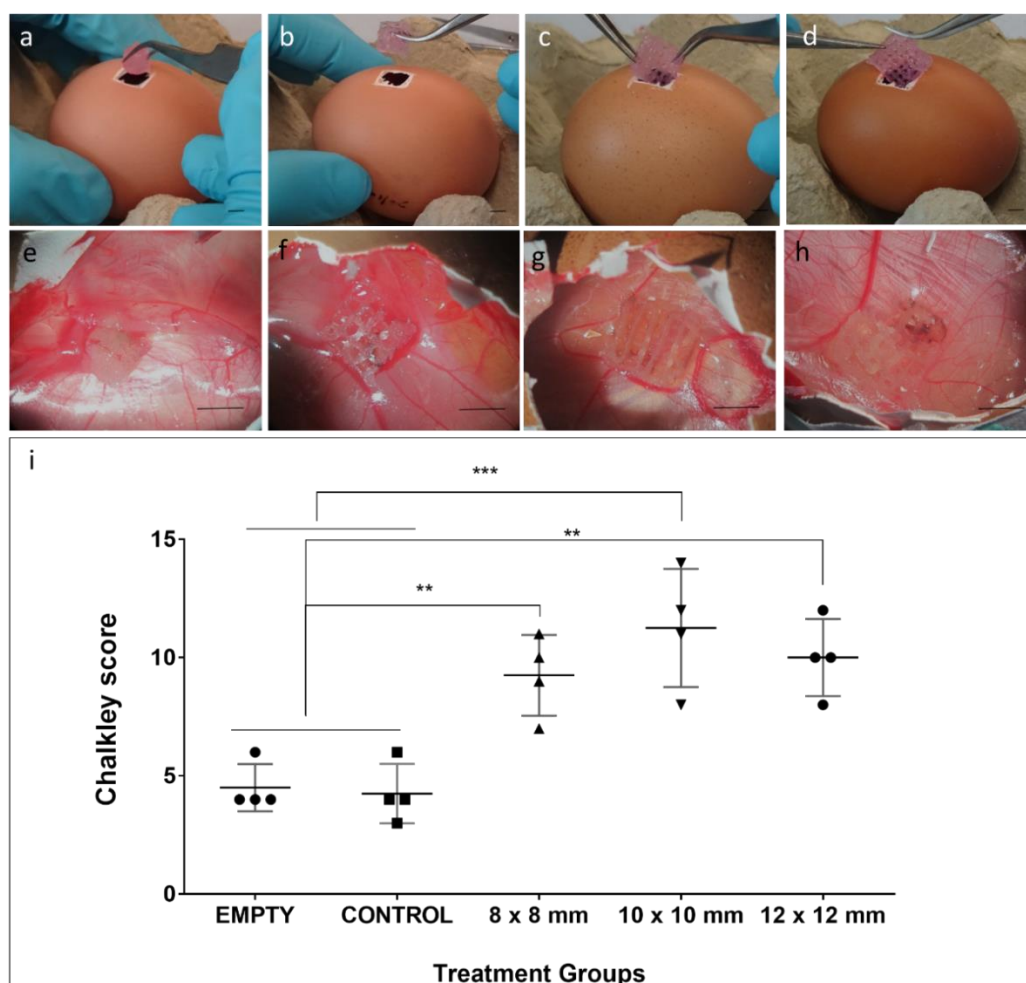 a
b
c
d
e
f
g
h
i
***
**
**
15
10
5
0
Chalkley score
EMPTY
CONTROL
8 x 8 mm
10 x 10 mm
12 x 12 mm
Treatment Groups